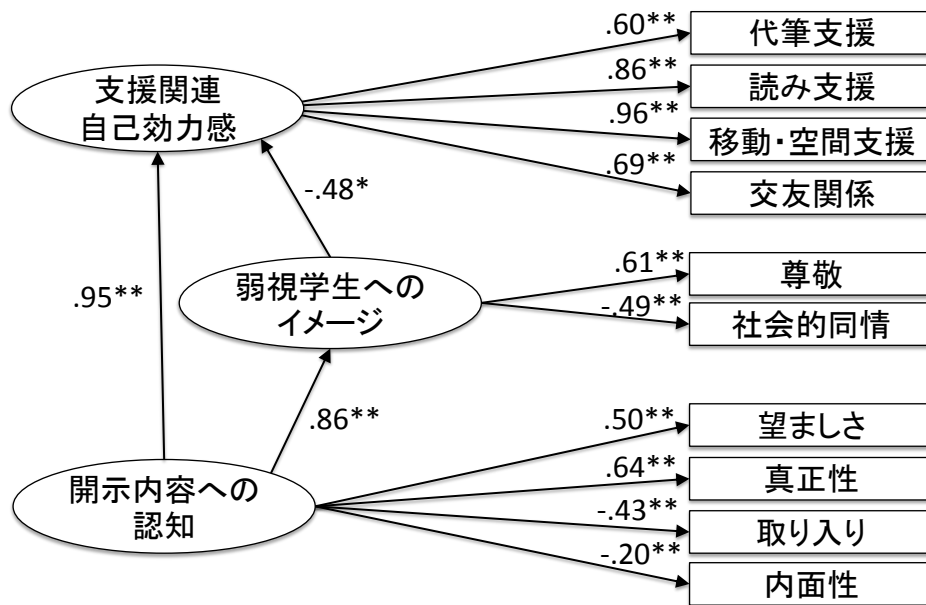 .60**
代筆支援
支援関連
自己効力感
.86**
読み支援
.96**
移動・空間支援
.69**
交友関係
-.48*
.95**
弱視学生への
イメージ
.61**
尊敬
-.49**
社会的同情
.86**
.50**
望ましさ
開示内容への
認知
.64**
真正性
-.43**
取り入り
-.20**
内面性